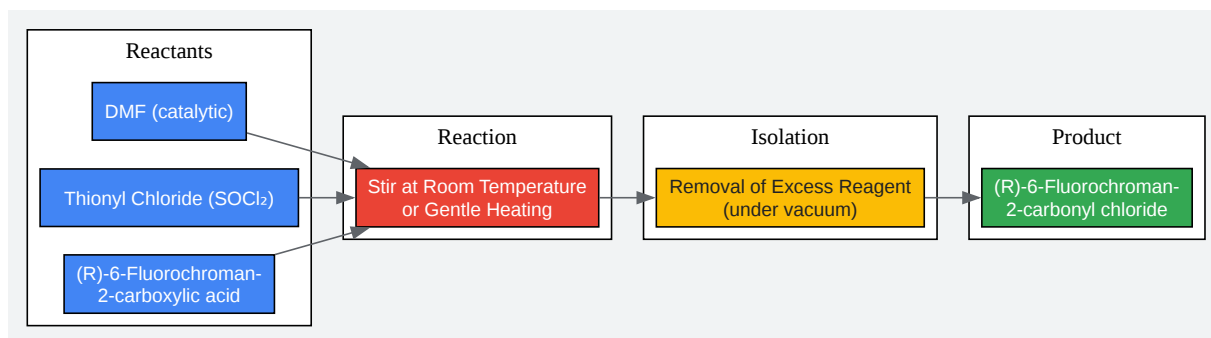 Reactants
DMF (catalytic)
Thionyl Chloride (SOCl₂)
(R)-6-Fluorochroman-
2-carboxylic acid
Reaction
Stir at Room Temperature
or Gentle Heating
Isolation
Removal of Excess Reagent
(under vacuum)
Product
(R)-6-Fluorochroman-
2-carbonyl chloride